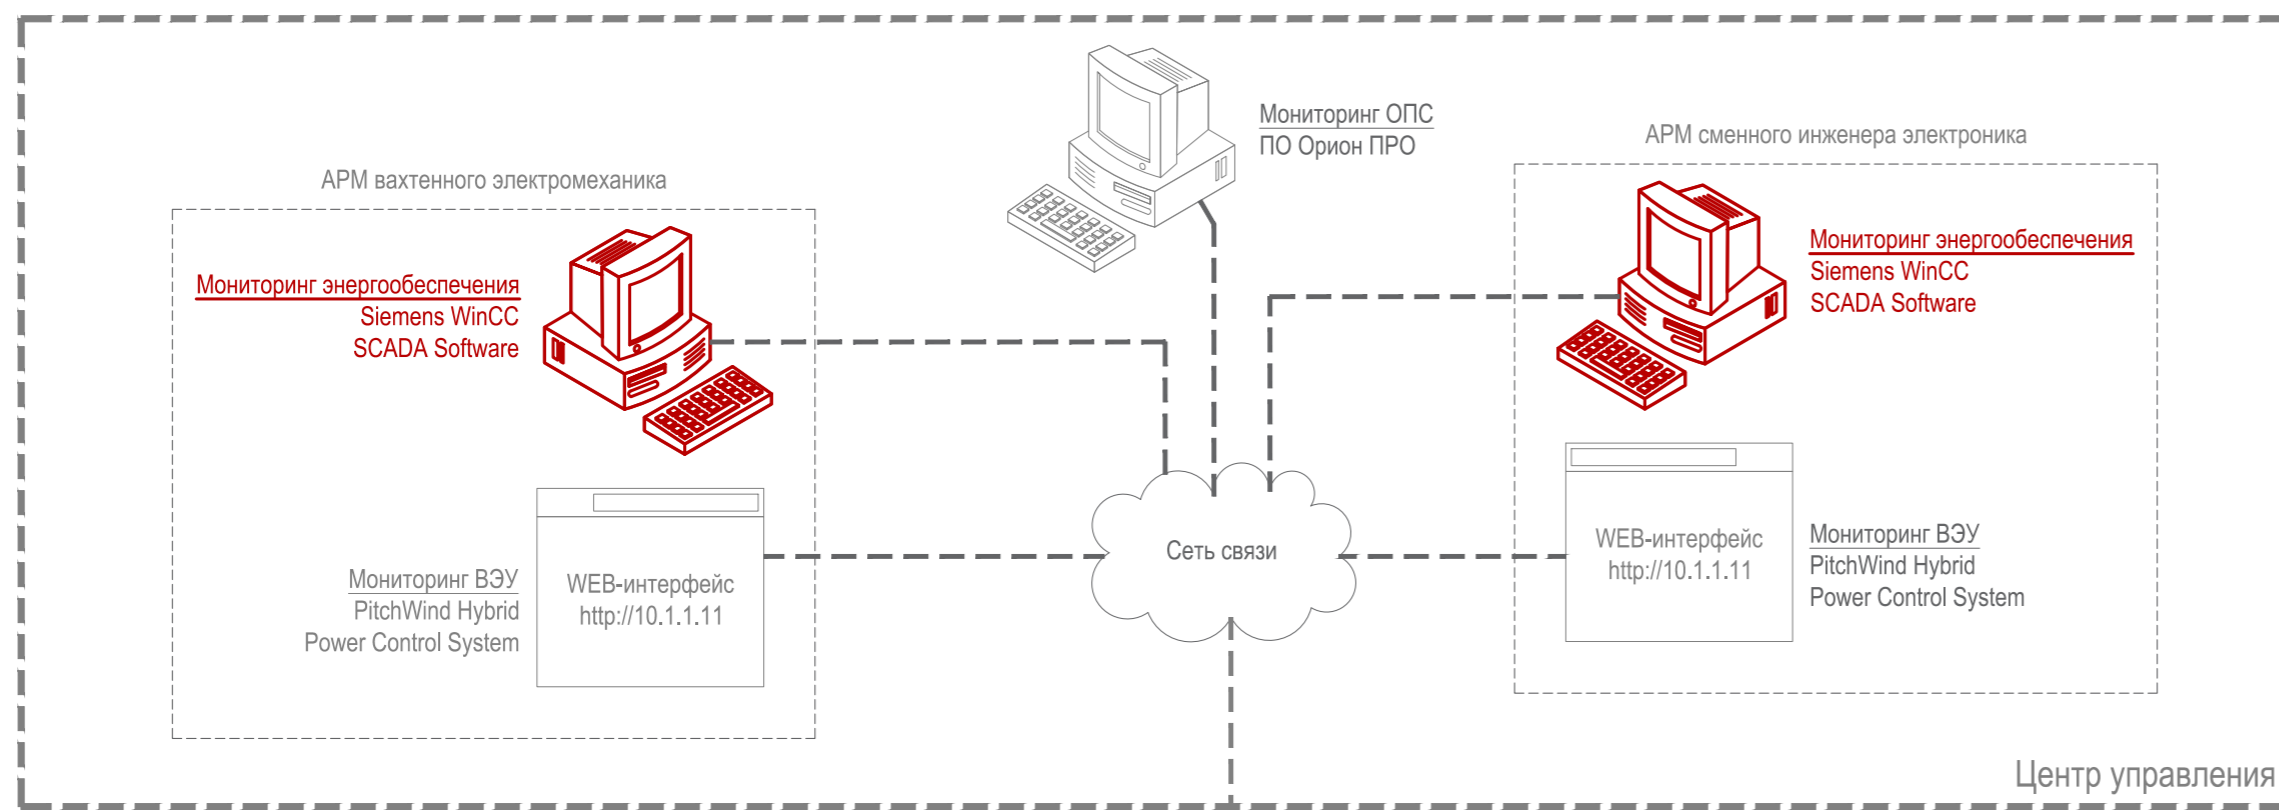 Мониторинг ОПС
ПО Орион ПРО
АРМ сменного инженера электроника
АРМ вахтенного электромеханика
Мониторинг энергообеспечения
Siemens WinCC
SCADA Software
Мониторинг энергообеспечения
Siemens WinCC
SCADA Software
Сеть связи
WEB-интерфейс
http://10.1.1.11
Мониторинг ВЭУ
PitchWind Hybrid
Power Control System
Мониторинг ВЭУ
PitchWind Hybrid
Power Control System
WEB-интерфейс
http://10.1.1.11
Центр управления